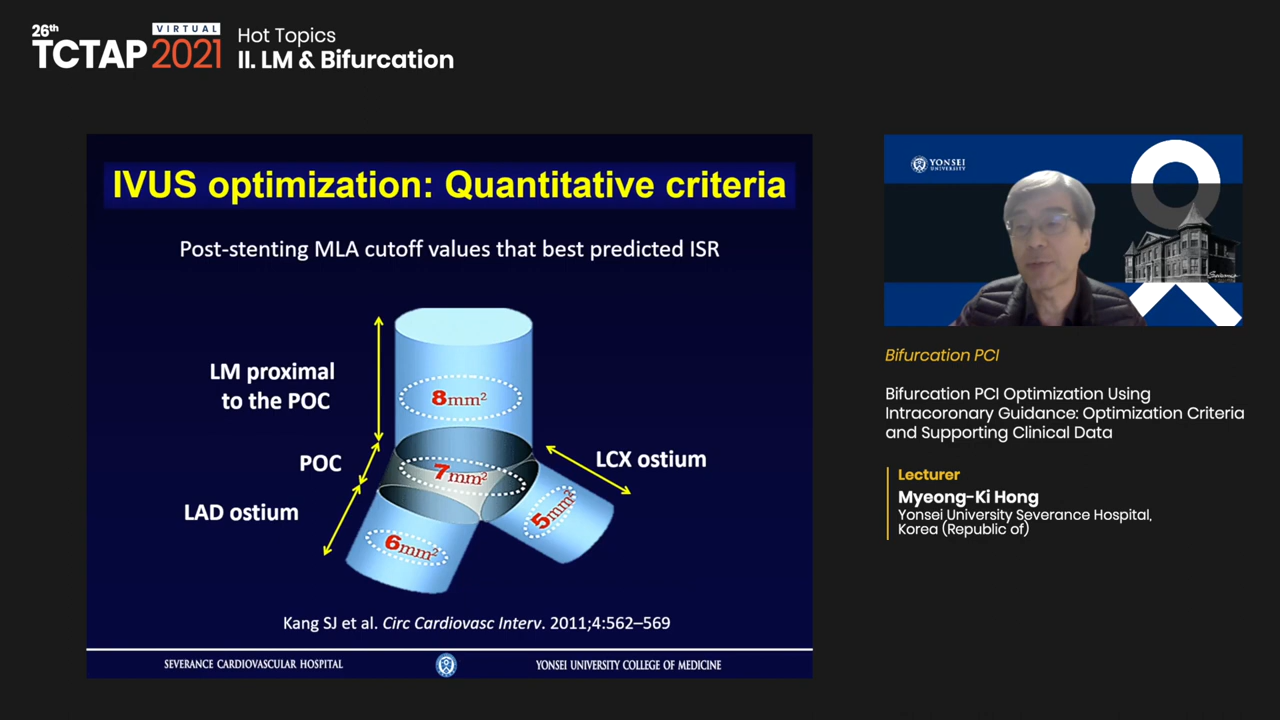 26th
TCTAP
VIRTUAL
2021
Hot Topics
II. LM & Bifurcation
IVUS optimization: Quantitative criteria
Post-stenting MLA cutoff values that best predicted ISR
LM proximal
to the POC
8mm²
POC
7mm²
LCX ostium
LAD ostium
5mm²
6mm²
Kang SJ et al. Circ Cardiovasc Interv. 2011;4:562–569
SEVERANCE CARDIOVASCULAR HOSPITAL
YONSEI UNIVERSITY COLLEGE OF MEDICINE
YONSEI
UNIVERSITY
Bifurcation PCI
Bifurcation PCI Optimization Using
Intracoronary Guidance: Optimization Criteria
and Supporting Clinical Data
Lecturer
Myeong-Ki Hong
Yonsei University Severance Hospital,
Korea (Republic of)